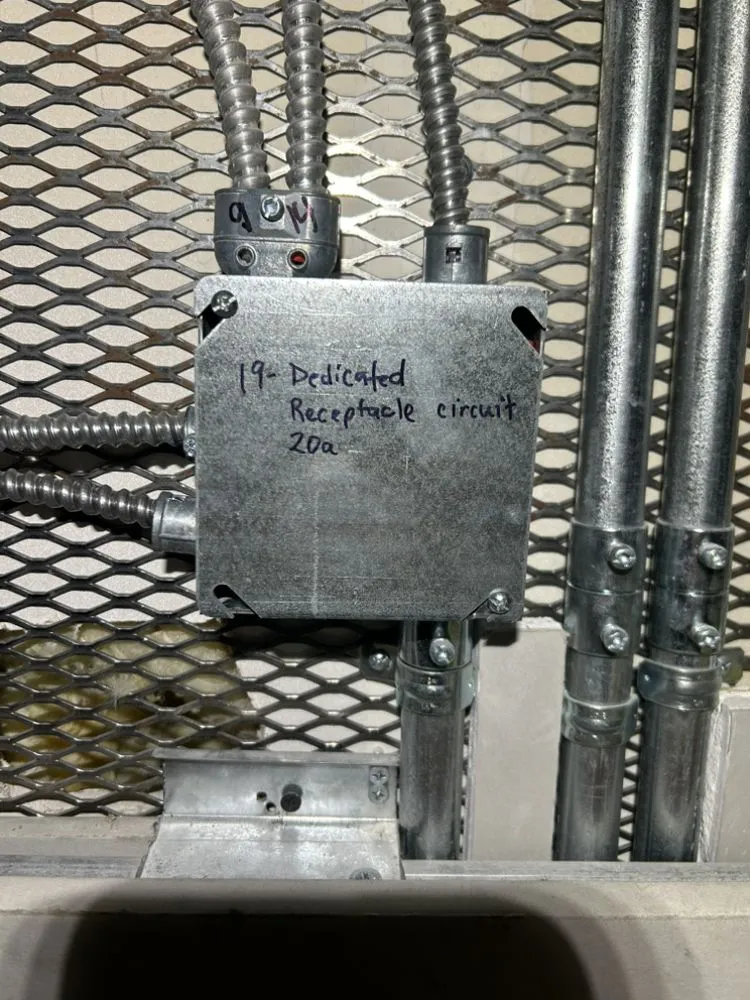 19- Dedicated
Receptacle circuit
20a